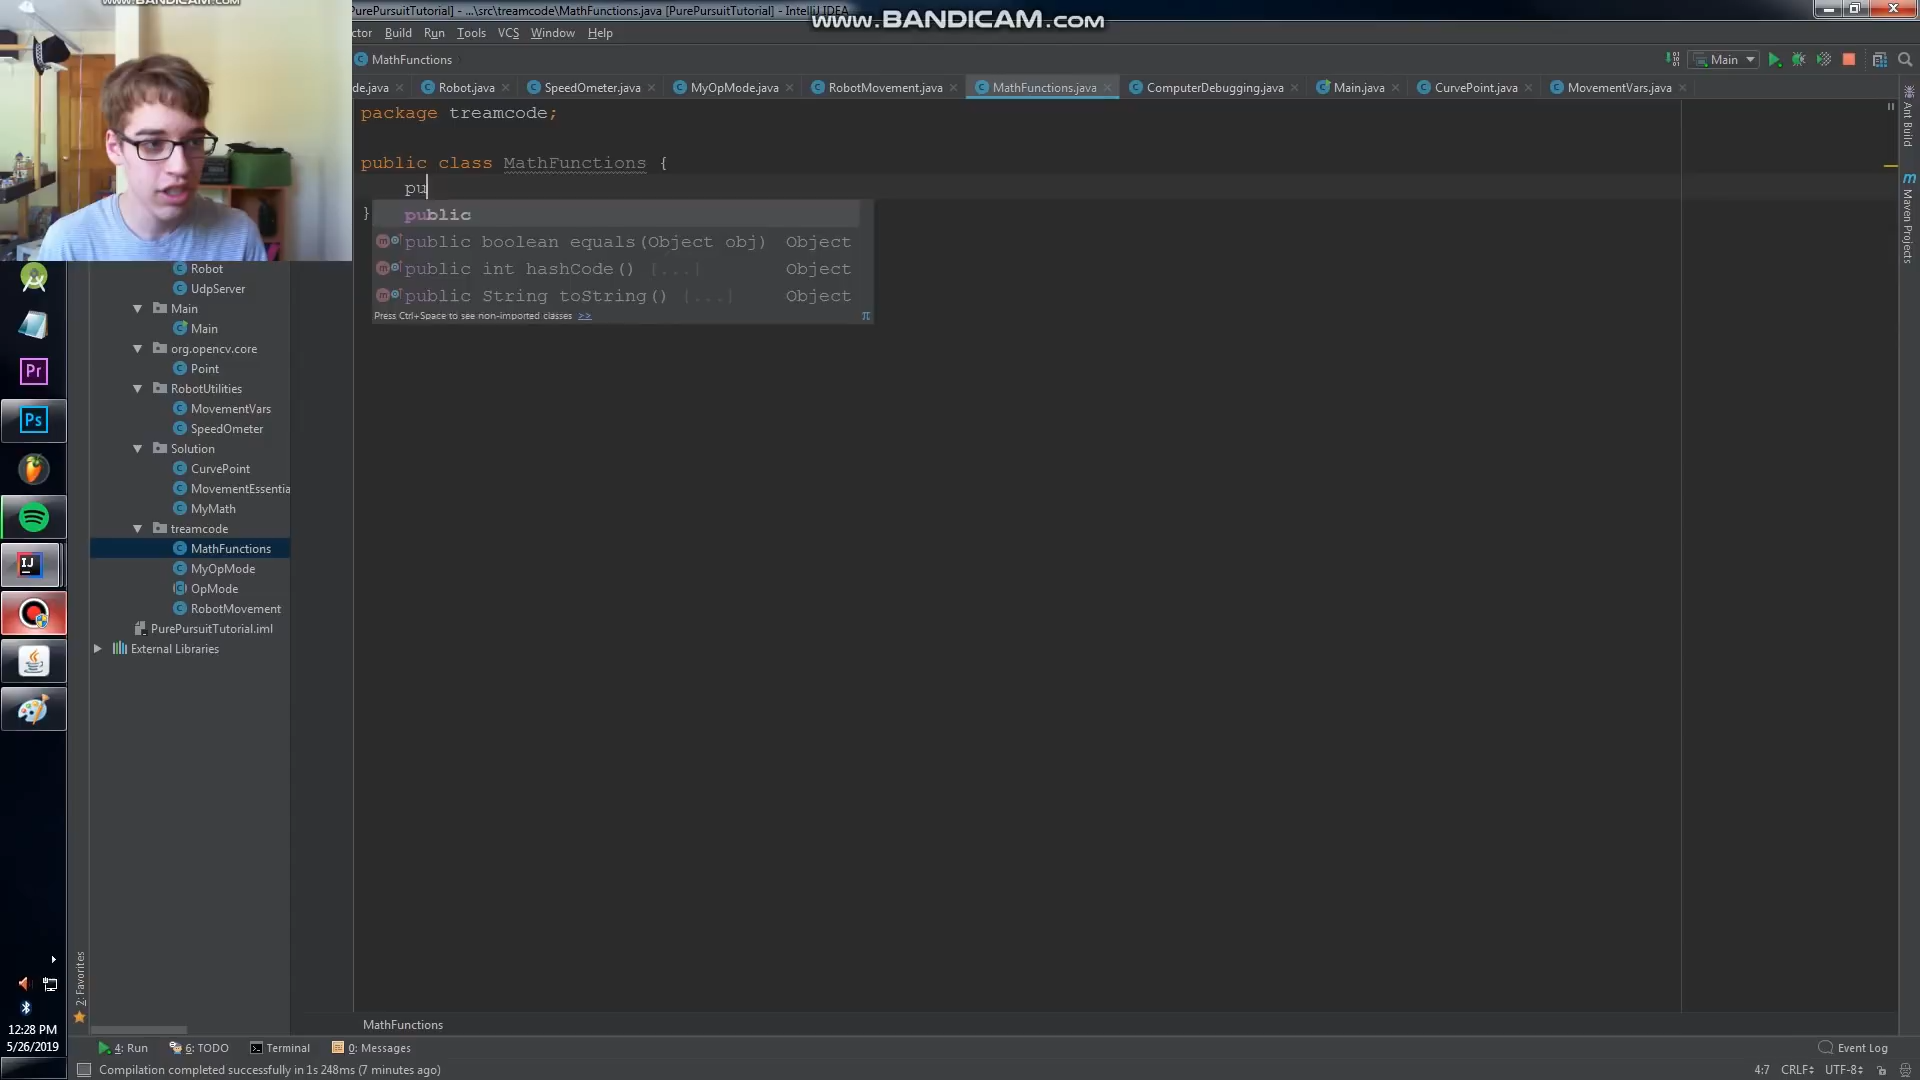 www.BANDICAM.com
PurePursuitTutorial] - ...\src\treamcode\MathFunctions.java [PurePursuitTutorial] - IntelliJ IDEA
www.BANDICAM.com
ctor Build Run Tools VCS Window Help
MathFunctions
Main
de.java Robot.java SpeedOmeter.java MyOpMode.java RobotMovement.java MathFunctions.java ComputerDebugging.java Main.java CurvePoint.java MovementVars.java
package treamcode;
public class MathFunctions {
pu
}
public
public boolean equals(Object obj) Object
public int hashCode() {...} Object
public String toString() {...} Object
Press Ctrl+Space to see non-imported classes >>
π
Ant Build
m Maven Projects
Robot
UdpServer
Main
Main
org.opencv.core
Point
RobotUtilities
MovementVars
SpeedOmeter
Solution
CurvePoint
MovementEssentia
MyMath
treamcode
MathFunctions
MyOpMode
OpMode
RobotMovement
PurePursuitTutorial.iml
External Libraries
Pr
Ps
IJ
2: Favorites
12:28 PM
5/26/2019
MathFunctions
4: Run 6: TODO Terminal 0: Messages Event Log
Compilation completed successfully in 1s 248ms (7 minutes ago) 4:7 CRLF UTF-8